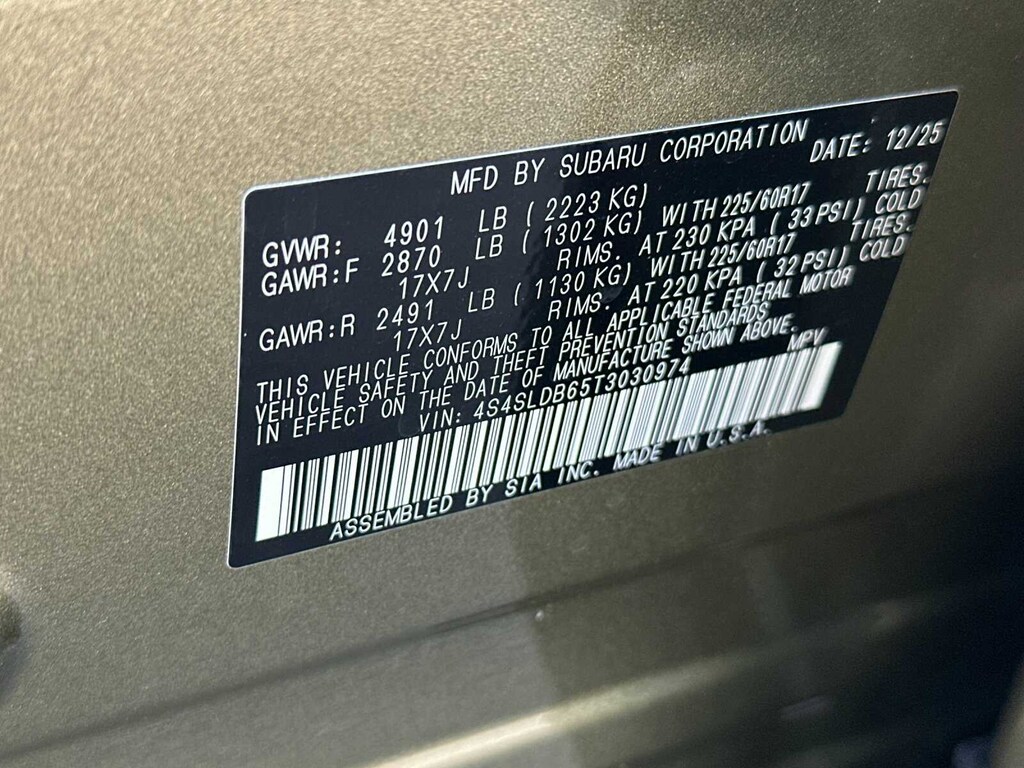 MFD BY SUBARU CORPORATION DATE: 12/25
GVWR: 4901 LB ( 2223 KG)
GAWR:F 2870 LB ( 1302 KG) WITH 225/60R17 TIRES.
17X7J RIMS. AT 230 KPA ( 33 PSI) COLD
GAWR:R 2491 LB ( 1130 KG) WITH 225/60R17 TIRES.
17X7J RIMS. AT 220 KPA ( 32 PSI) COLD
THIS VEHICLE CONFORMS TO ALL APPLICABLE FEDERAL MOTOR
VEHICLE SAFETY AND THEFT PREVENTION STANDARDS
IN EFFECT ON THE DATE OF MANUFACTURE SHOWN ABOVE.
VIN: 4S4SLDB65T3030974 MPV
ASSEMBLED BY SIA INC. MADE IN U.S.A.